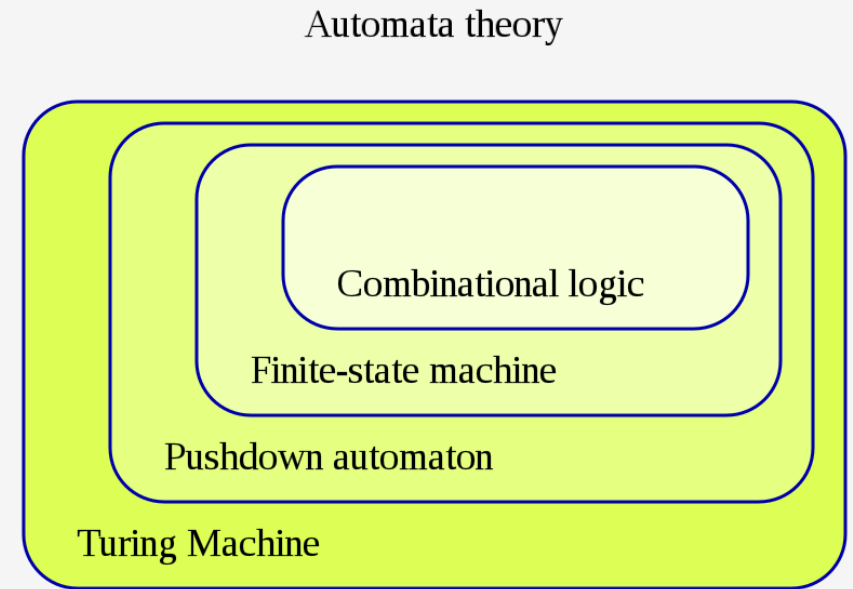 Automata theory
Combinational logic
Finite-state machine
Pushdown automaton
Turing Machine